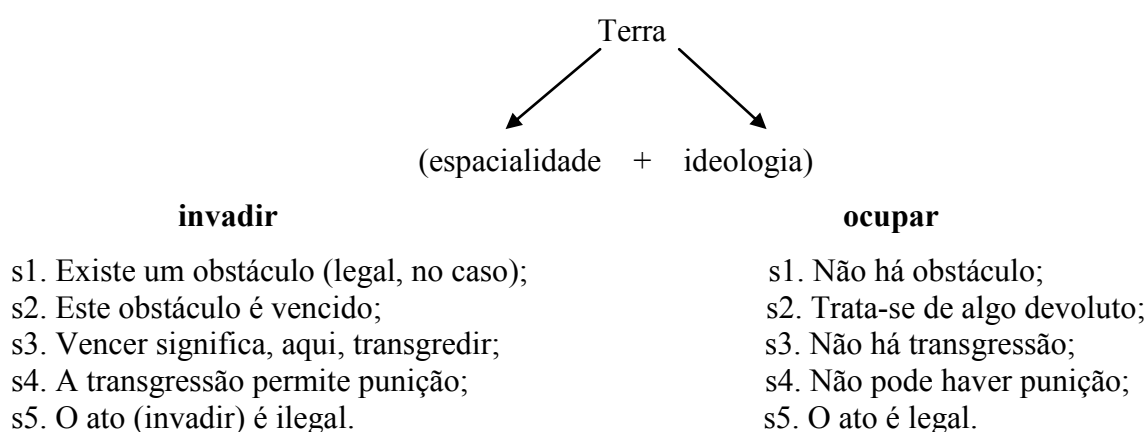 Terra
(espacialidade + ideologia)
invadir
s1. Existe um obstáculo (legal, no caso);
s2. Este obstáculo é vencido;
s3. Vencer significa, aqui, transgredir;
s4. A transgressão permite punição;
s5. O ato (invadir) é ilegal.
ocupar
s1. Não há obstáculo;
s2. Trata-se de algo devoluto;
s3. Não há transgressão;
s4. Não pode haver punição;
s5. O ato é legal.